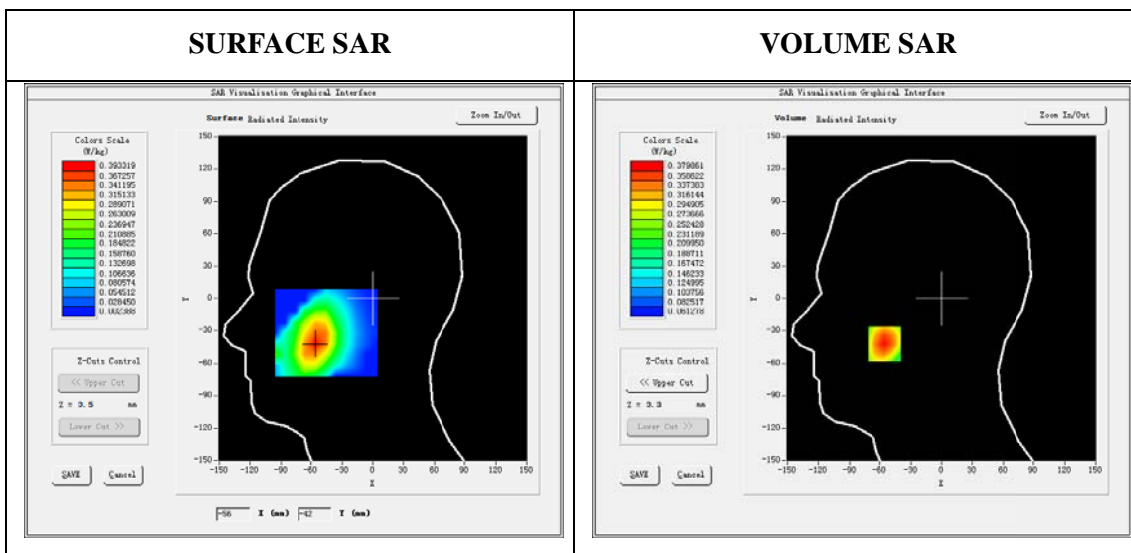 SURFACE SAR
VOLUME SAR
SAR Visualisation Graphical Interface
Surface Radiated Intensity
Zoom In/Out
Colors Scale
(W/kg)
0.393319
0.367257
0.341195
0.315133
0.289071
0.263009
0.236947
0.210885
0.184822
0.158760
0.132698
0.106636
0.080574
0.054512
0.028450
0.002388
Z-Cuts Control
<< Upper Cut
Z = 3.5 mm
Lower Cut >>
SAVE Cancel
150
120
90
60
30
0
-30
-60
-90
-120
-150
Y
-150 -120 -90 -60 -30 0 30 60 90 120 150
X
-56 X (mm) -42 Y (mm)
SAR Visualisation Graphical Interface
Volume Radiated Intensity
Zoom In/Out
Colors Scale
(W/kg)
0.379861
0.358622
0.337383
0.316144
0.294905
0.273666
0.252428
0.231189
0.209950
0.188711
0.167472
0.146233
0.124995
0.103756
0.082517
0.061278
Z-Cuts Control
<< Upper Cut
Z = 3.3 mm
Lower Cut >>
SAVE Cancel
150
120
90
60
30
0
-30
-60
-90
-120
-150
Y
-150 -120 -90 -60 -30 0 30 60 90 120 150
X